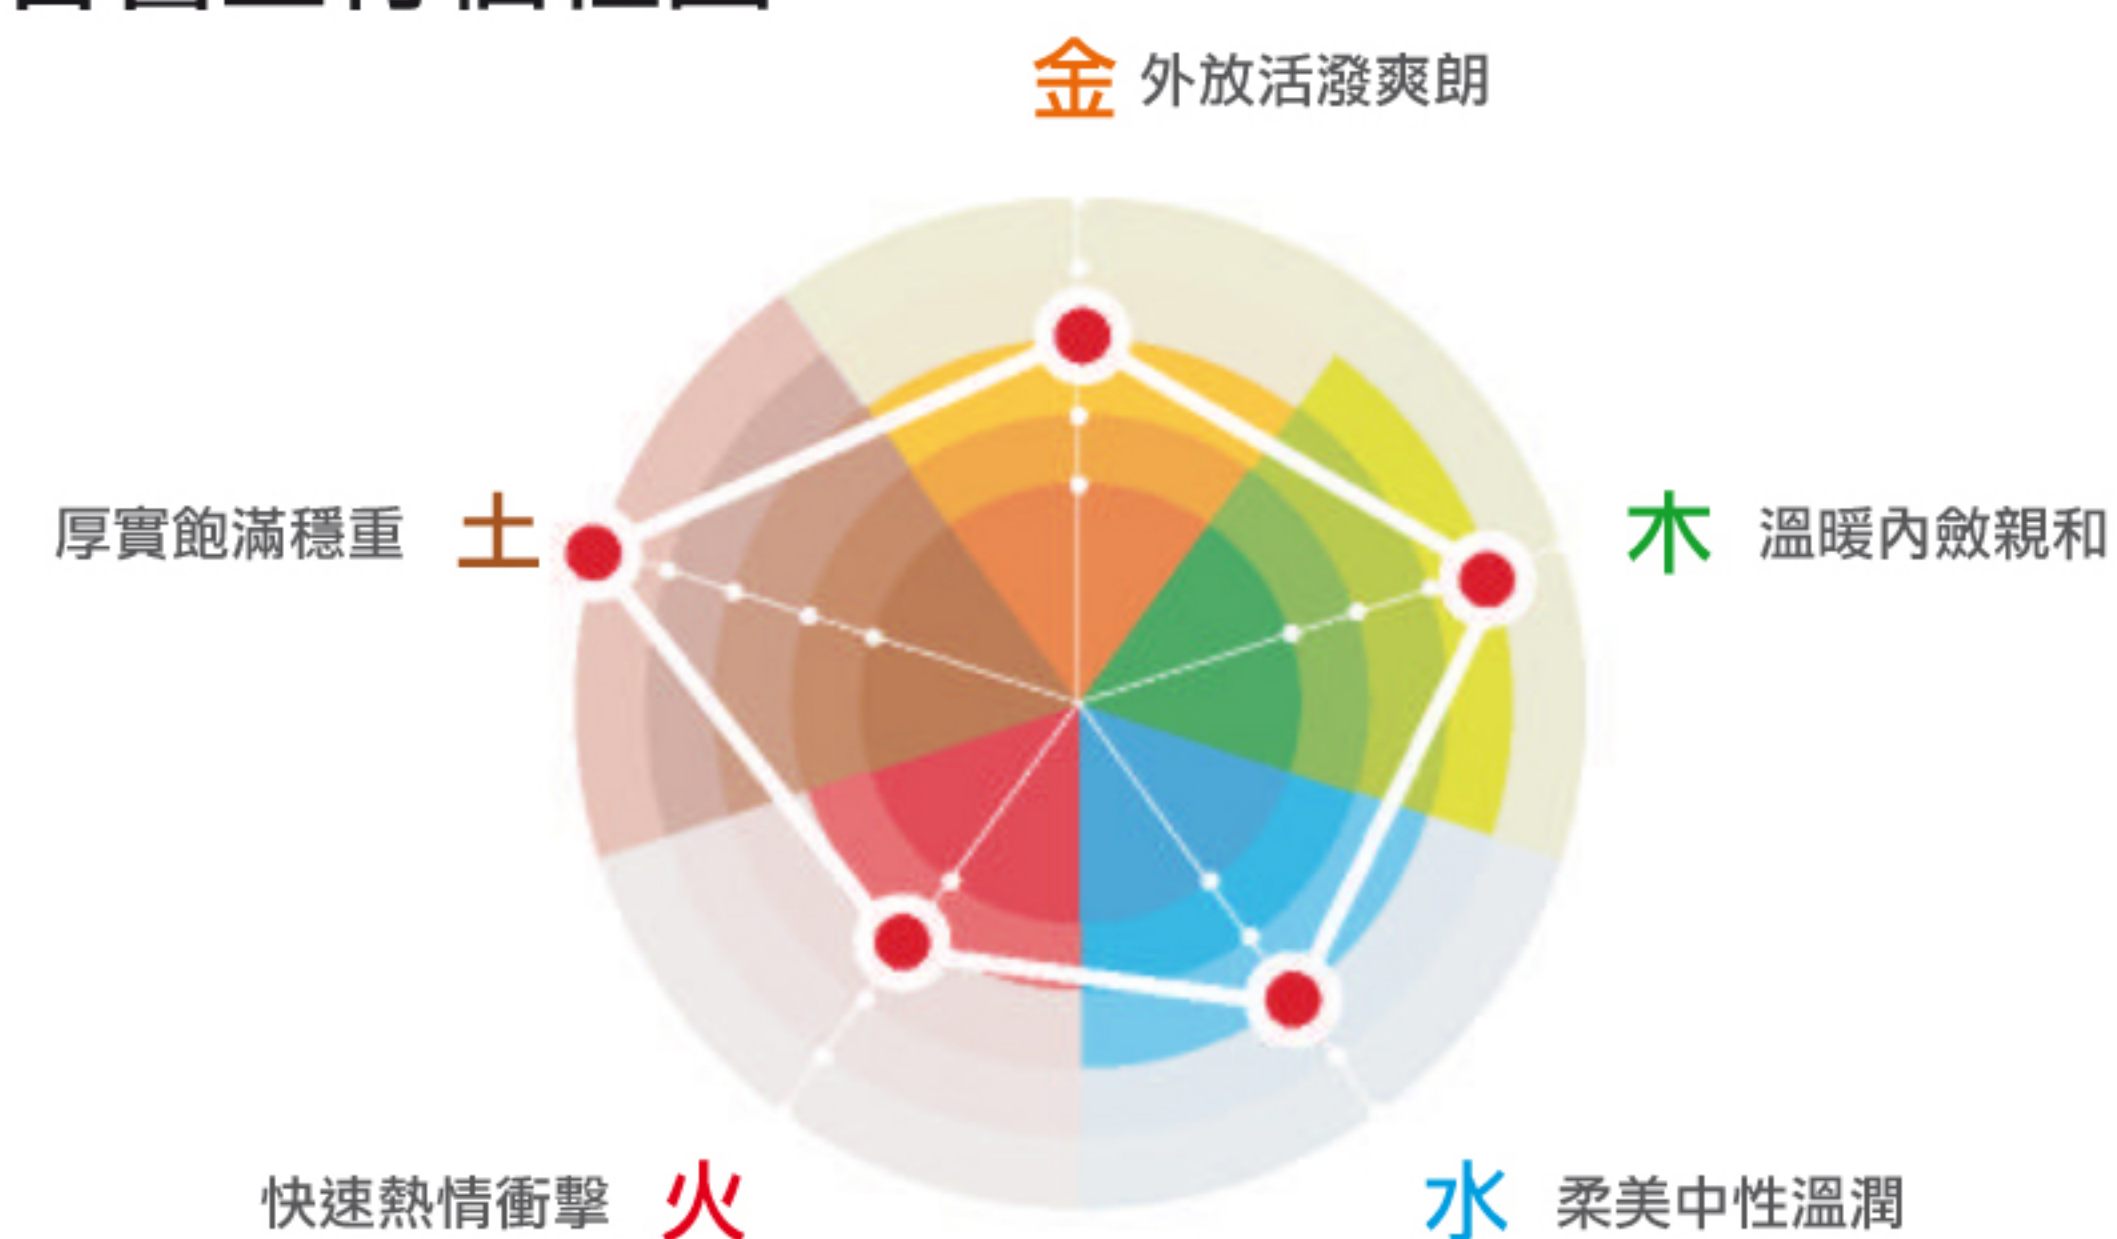 金 外放活潑爽朗
厚實飽滿穩重 土
木 溫暖內斂親和
快速熱情衝擊 火
水 柔美中性溫潤